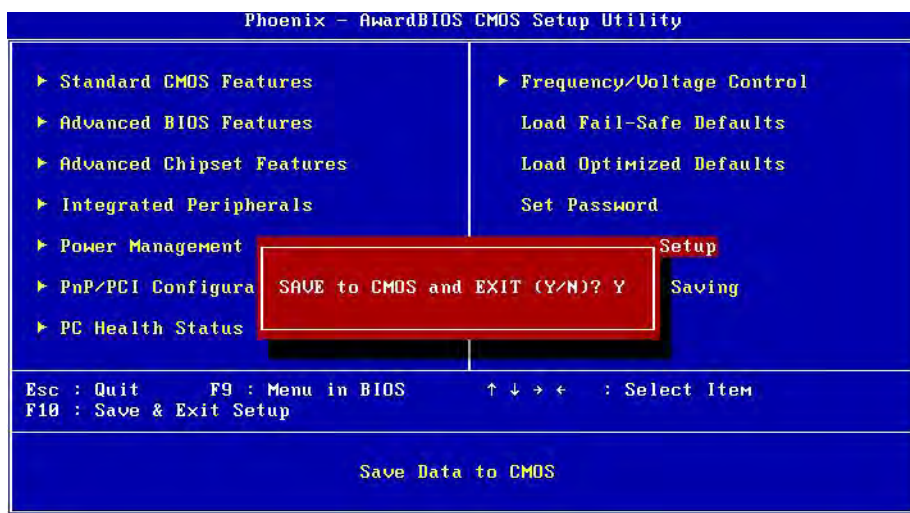 Phoenix - AwardBIOS CMOS Setup Utility
▶ Standard CMOS Features
▶ Advanced BIOS Features
▶ Advanced Chipset Features
▶ Integrated Peripherals
▶ Power Management
▶ PnP/PCI Configura
▶ PC Health Status
▶ Frequency/Voltage Control
Load Fail-Safe Defaults
Load Optimized Defaults
Set Password
Setup
Saving
SAVE to CMOS and EXIT (Y/N)? Y
Esc : Quit F9 : Menu in BIOS ↑ ↓ → ← : Select Item
F10 : Save & Exit Setup
Save Data to CMOS